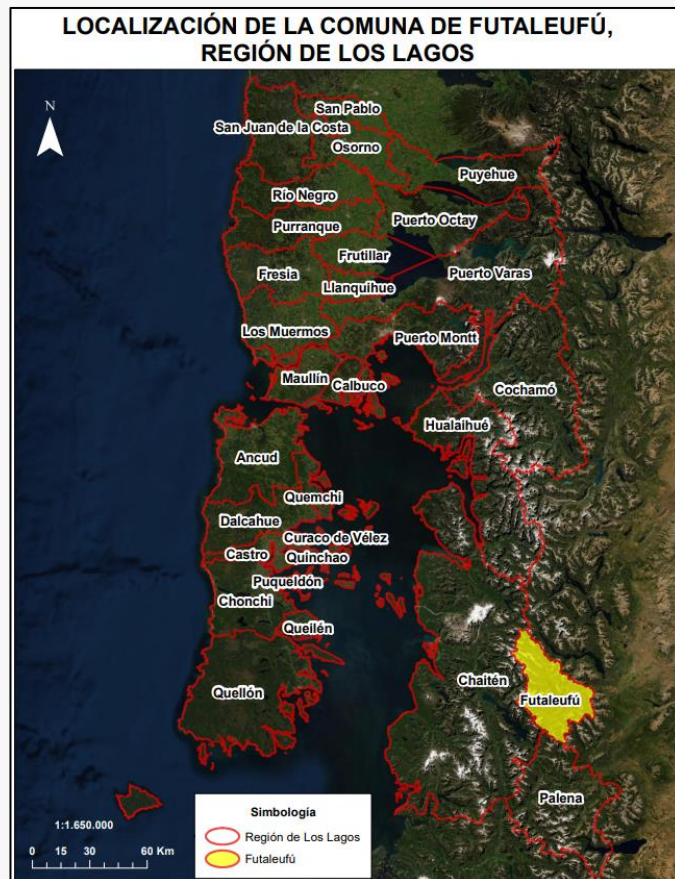 LOCALIZACIÓN DE LA COMUNA DE FUTALEUFÚ,
REGIÓN DE LOS LAGOS
N
San Pablo
San Juan de la Costa
Osorno
Puyehue
Río Negro
Puerto Octay
Purranque
Frutillar
Fresia
Puerto Varas
Llanquihue
Los Muermos
Puerto Montt
Maullín
Calbuco
Cochamó
Hualaihué
Ancud
Quemchi
Dalcahue
Curaco de Vélez
Castro
Quinchao
Puqueldón
Chonchi
Queilén
Chaitén
Quellón
Futaleufú
Palena
1:1.650.000
0 15 30 60 Km
Simbología
Región de Los Lagos
Futaleufú